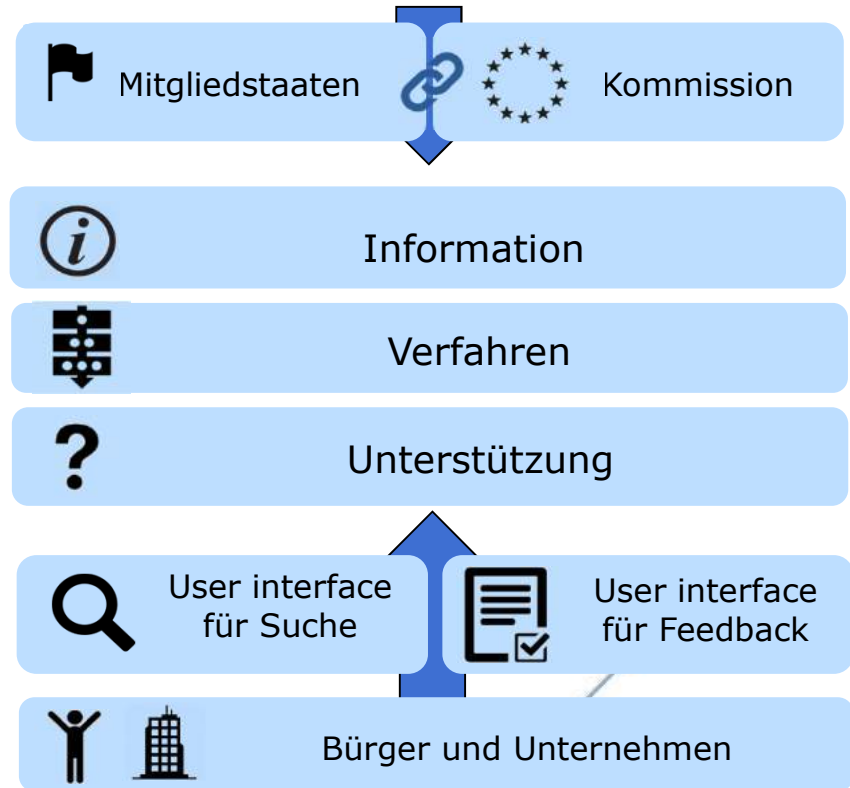 Mitgliedstaaten
Kommission
Information
Verfahren
Unterstützung
User interface
für Suche
User interface
für Feedback
Bürger und Unternehmen